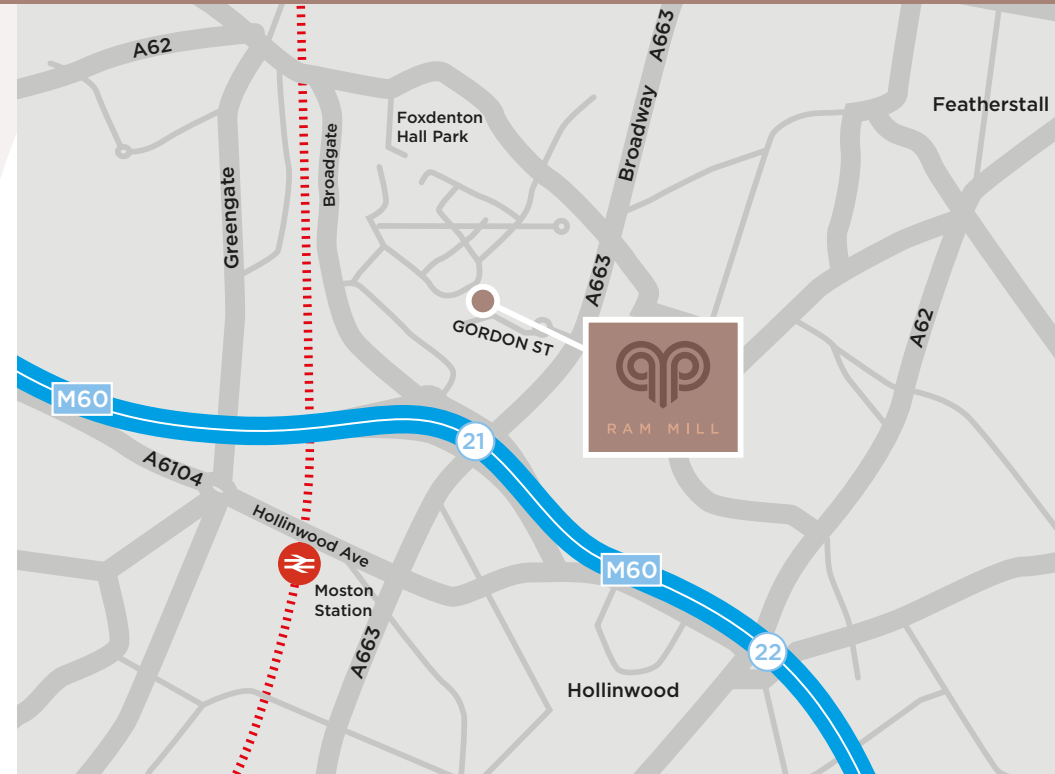 A663
A62
Featherstall
Foxdenton
Hall Park
Broadway
Broadgate
Greengate
A663
GORDON ST
A62
RAM MILL
M60
21
A6104
Hollinwood Ave
M60
Moston
Station
A663
22
Hollinwood